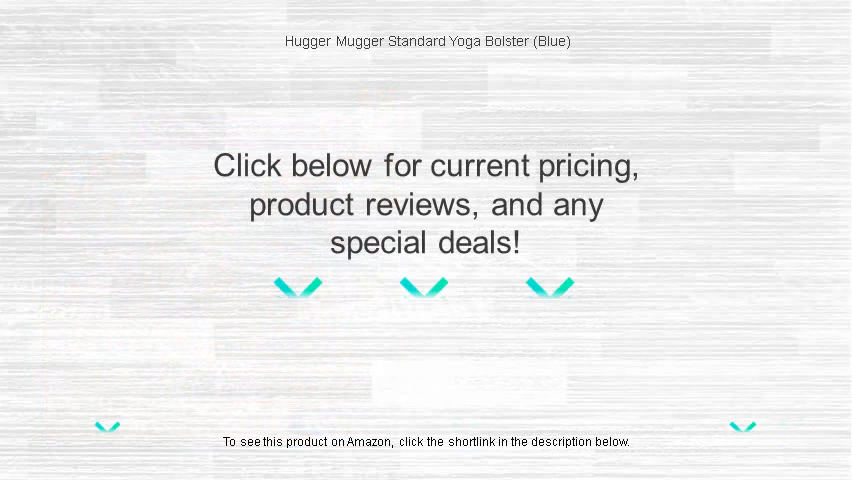 Hugger Mugger Standard Yoga Bolster (Blue)
Click below for current pricing,
product reviews, and any
special deals!
To see this product on Amazon, click the shortlink in the description below.